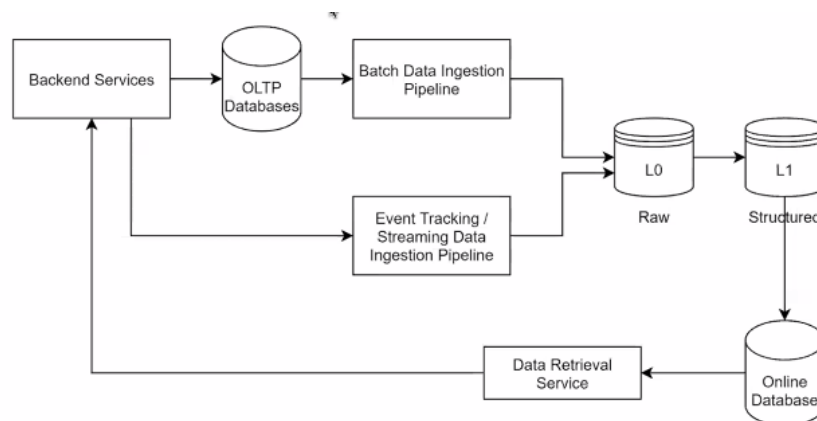 Backend Services
OLTP
Databases
Batch Data Ingestion
Pipeline
L0
L1
Raw
Structured
Event Tracking /
Streaming Data
Ingestion Pipeline
Data Retrieval
Service
Online
Database